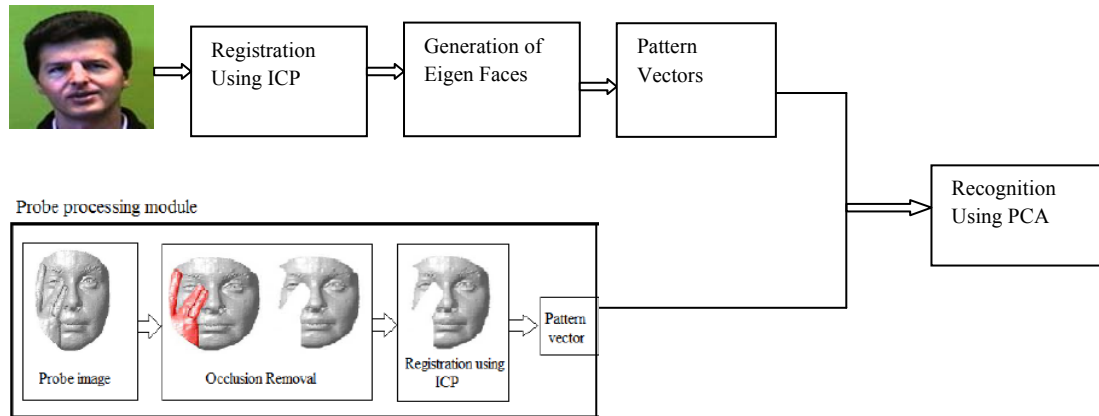 Registration
Using ICP
Generation of
Eigen Faces
Pattern
Vectors
Recognition
Using PCA
Probe processing module
Probe image
Occlusion Removal
Registration using
ICP
Pattern
vector